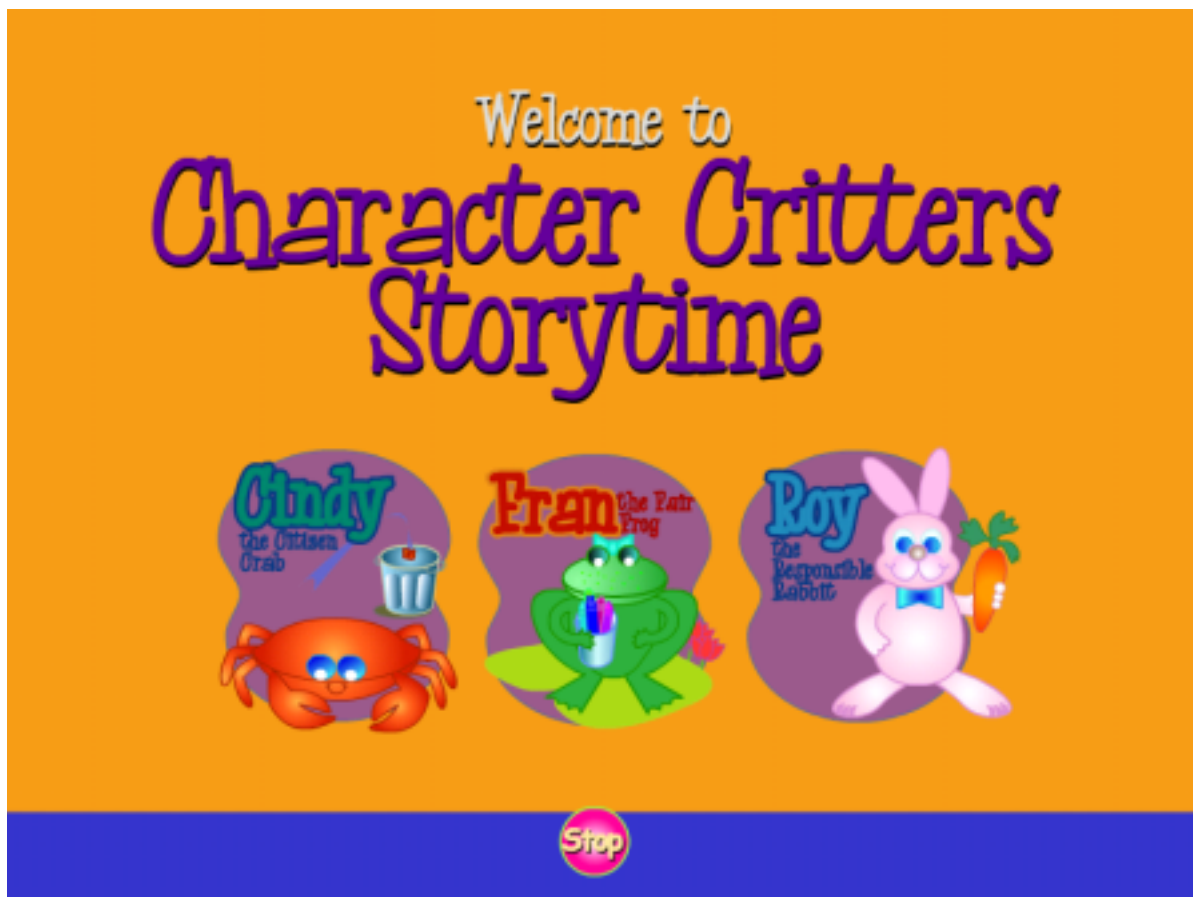 Welcome to
Character Critters
Storytime
Cindy
the Citizen
Crab
Fran the Fair
Frog
Roy
the
Responsible
Rabbit
Stop